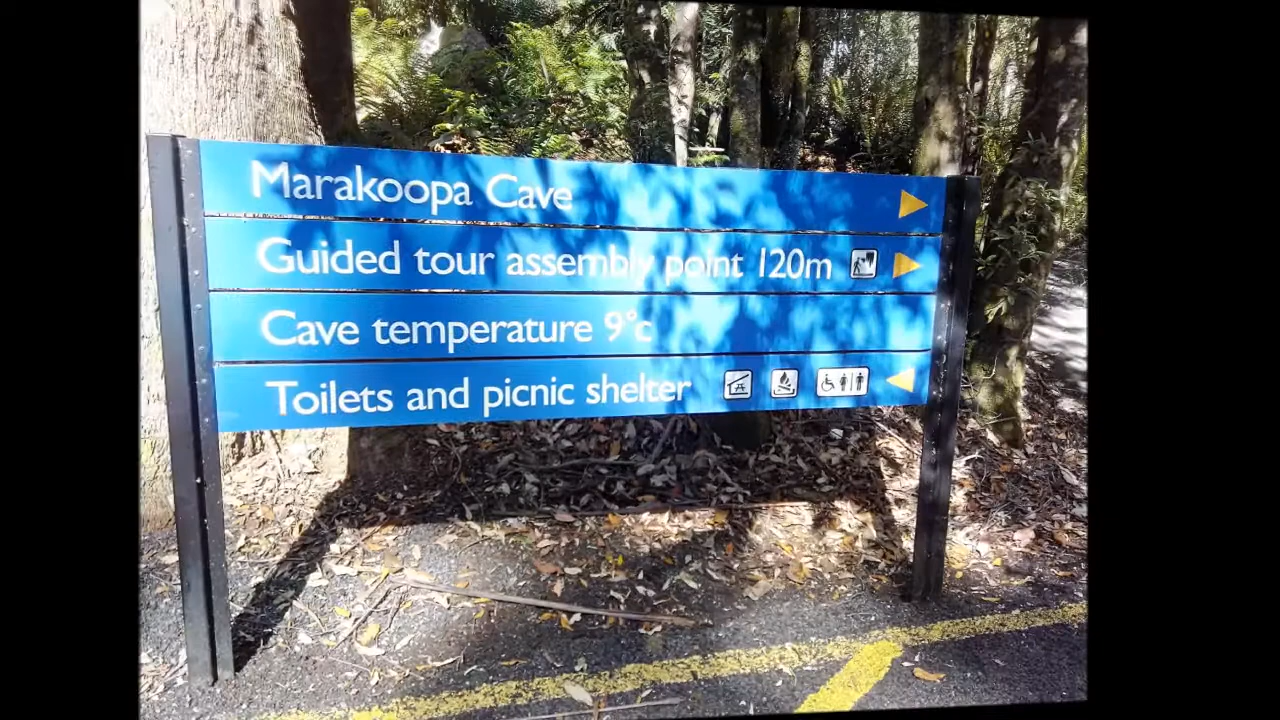 Marakoopa Cave
Guided tour assembly point 120m
Cave temperature 9°c
Toilets and picnic shelter